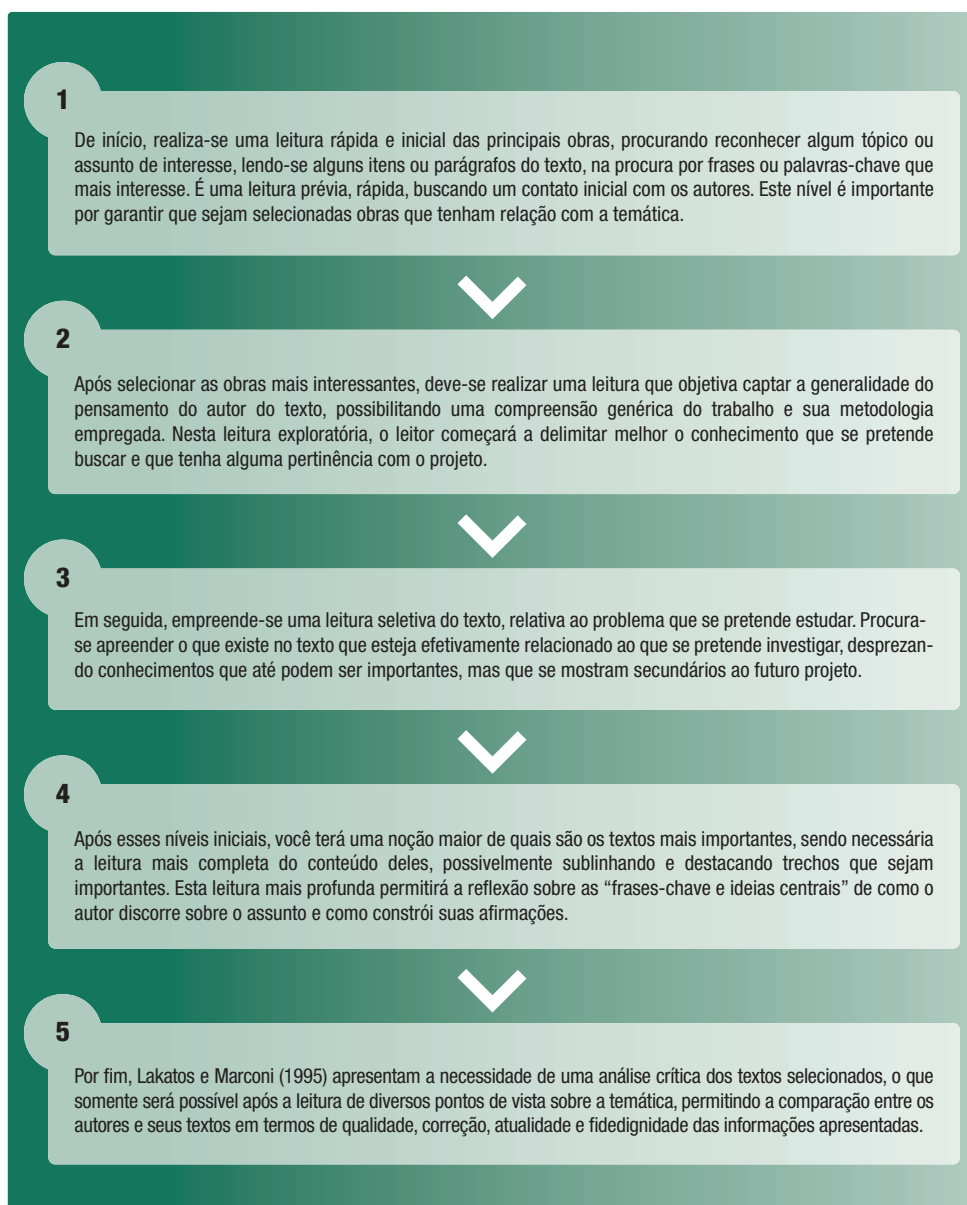 1
De início, realiza-se uma leitura rápida e inicial das principais obras, procurando reconhecer algum tópico ou
assunto de interesse, lendo-se alguns itens ou parágrafos do texto, na procura por frases ou palavras-chave que
mais interesse. É uma leitura prévia, rápida, buscando um contato inicial com os autores. Este nível é importante
por garantir que sejam selecionadas obras que tenham relação com a temática.
2
Após selecionar as obras mais interessantes, deve-se realizar uma leitura que objetiva captar a generalidade do
pensamento do autor do texto, possibilitando uma compreensão genérica do trabalho e sua metodologia
empregada. Nesta leitura exploratória, o leitor começará a delimitar melhor o conhecimento que se pretende
buscar e que tenha alguma pertinência com o projeto.
3
Em seguida, empreende-se uma leitura seletiva do texto, relativa ao problema que se pretende estudar. Procura-
se apreender o que existe no texto que esteja efetivamente relacionado ao que se pretende investigar, desprezan-
do conhecimentos que até podem ser importantes, mas que se mostram secundários ao futuro projeto.
4
Após esses níveis iniciais, você terá uma noção maior de quais são os textos mais importantes, sendo necessária
a leitura mais completa do conteúdo deles, possivelmente sublinhando e destacando trechos que sejam
importantes. Esta leitura mais profunda permitirá a reflexão sobre as “frases-chave e ideias centrais” de como o
autor discorre sobre o assunto e como constrói suas afirmações.
5
Por fim, Lakatos e Marconi (1995) apresentam a necessidade de uma análise crítica dos textos selecionados, o que
somente será possível após a leitura de diversos pontos de vista sobre a temática, permitindo a comparação entre os
autores e seus textos em termos de qualidade, correção, atualidade e fidedignidade das informações apresentadas.